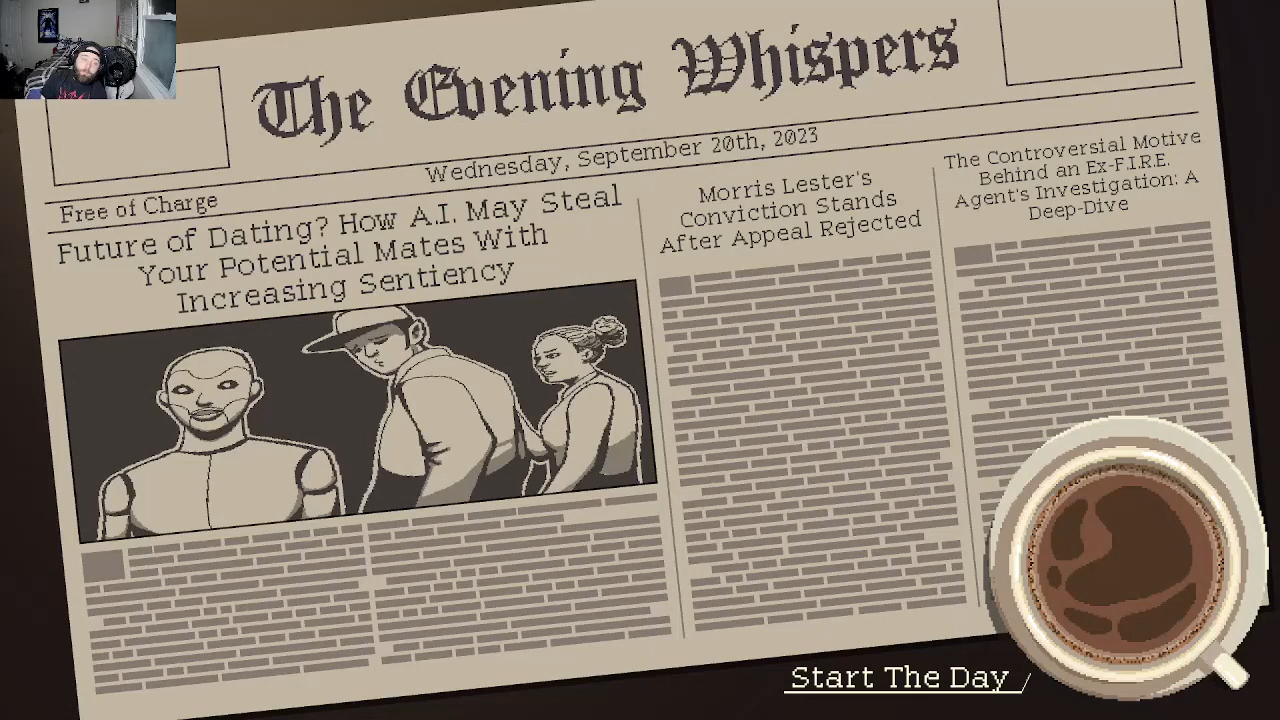 The Evening Whispers
Wednesday, September 20th, 2023
Free of Charge
Future of Dating? How A.I. May Steal
Your Potential Mates With
Increasing Sentiency
Morris Lester's
Conviction Stands
After Appeal Rejected
The Controversial Motive
Behind an Ex-F.I.R.E.
Agent's Investigation: A
Deep-Dive
Start The Day